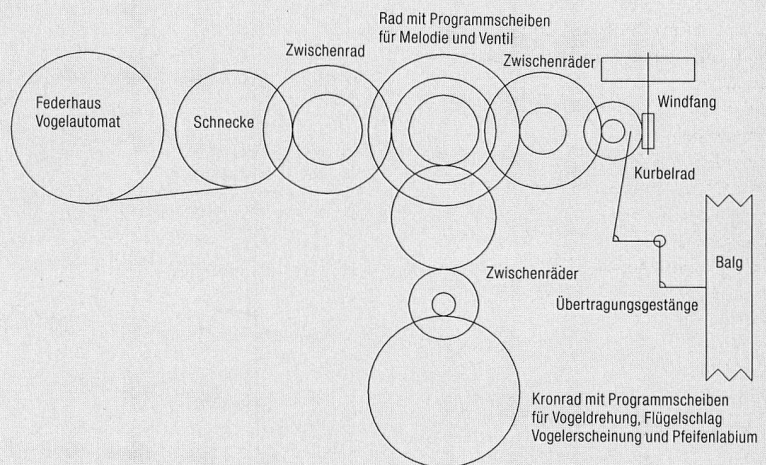 Rad mit Programmscheiben
für Melodie und Ventil
Zwischenrad
Zwischenräder
Federhaus
Vogelautomat
Schnecke
Windfang
Kurbelrad
Balg
Zwischenräder
Übertragungsgestänge
Kronrad mit Programmscheiben
für Vogeldrehung, Flügelschlag
Vogelerscheinung und Pfeifenlabium